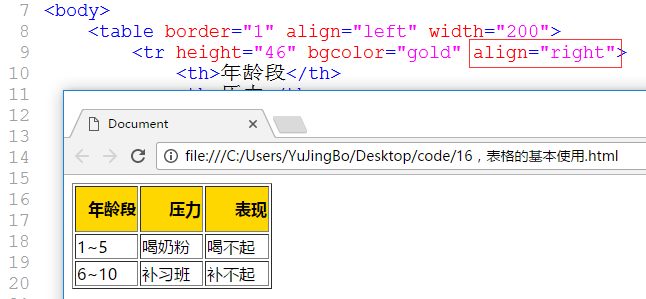 7 <body>
8 <table border="1" align="left" width="200">
9 <tr height="46" bgcolor="gold" align="right">
10 <th>年龄段</th>
11
12
13
14
15
16
17
18
19
20
Document
file:///C:/Users/YuJingBo/Desktop/code/16，表格的基本使用.html
年龄段 压力 表现
1~5 喝奶粉 喝不起
6~10 补习班 补不起